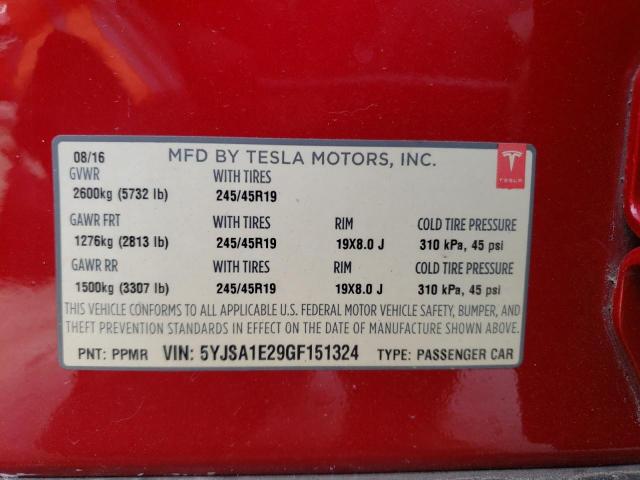 08/16 MFD BY TESLA MOTORS, INC.
TESLA
GVWR WITH TIRES
2600kg (5732 lb) 245/45R19
GAWR FRT WITH TIRES RIM COLD TIRE PRESSURE
1276kg (2813 lb) 245/45R19 19X8.0 J 310 kPa, 45 psi
GAWR RR WITH TIRES RIM COLD TIRE PRESSURE
1500kg (3307 lb) 245/45R19 19X8.0 J 310 kPa, 45 psi
THIS VEHICLE CONFORMS TO ALL APPLICABLE U.S. FEDERAL MOTOR VEHICLE SAFETY, BUMPER, AND
THEFT PREVENTION STANDARDS IN EFFECT ON THE DATE OF MANUFACTURE SHOWN ABOVE.
PNT: PPMR VIN: 5YJSA1E29GF151324 TYPE: PASSENGER CAR